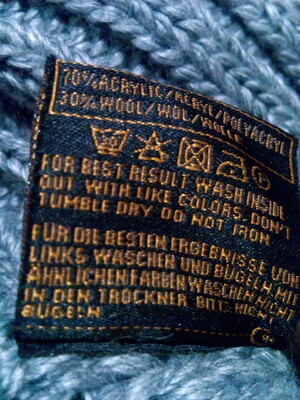 70% ACRYLIC/ACRYL/POLYACRYL
30% WOOL/WOL/WOLLE
FOR BEST RESULT WASH INSIDE
OUT WITH LIKE COLORS. DON'T
TUMBLE DRY DO NOT IRON
FÜR DIE BESTEN ERGEBNISSE VON
LINKS WASCHEN UND BÜGELN MIT
ÄHNLICHEN FARBEN WASCHEN NICHT
IN DEN TROCKNER BITTE NICHT
BÜGELN